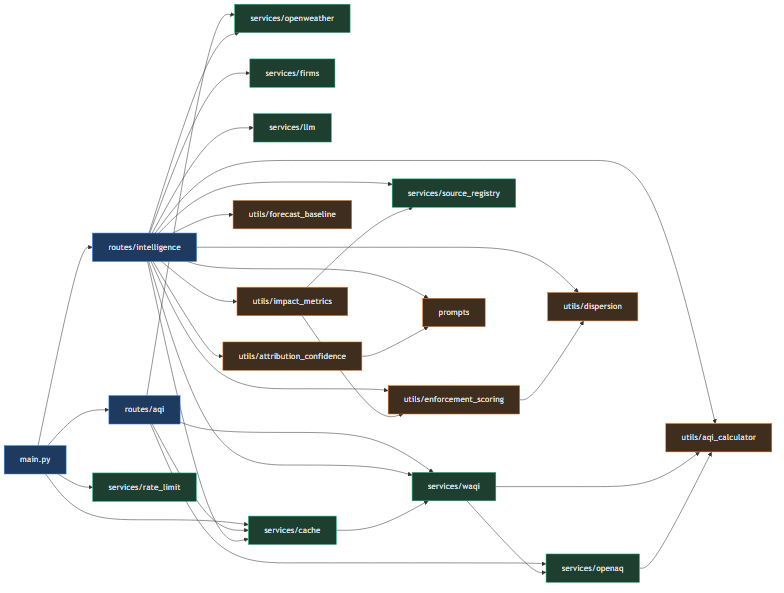 services/openweather
services/firms
services/llm
services/source_registry
utils/forecast_baseline
routes/intelligence
utils/impact_metrics
utils/dispersion
prompts
utils/attribution_confidence
utils/enforcement_scoring
routes/aqi
utils/aqi_calculator
main.py
services/rate_limit
services/waqi
services/cache
services/openaq